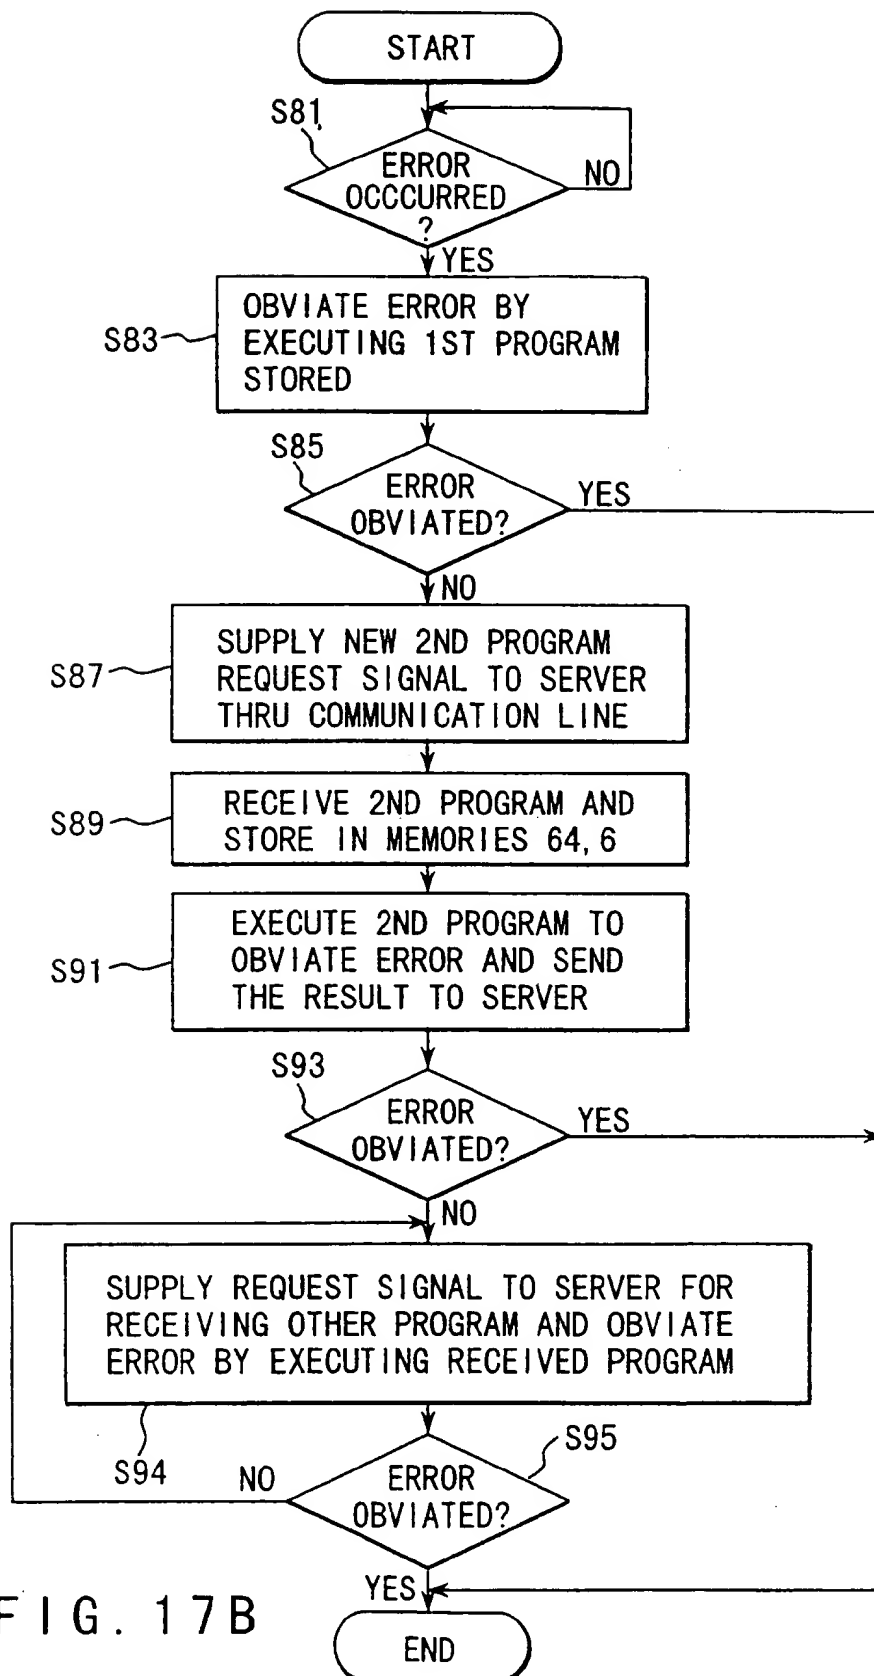 START
S81
ERROR
OCCCURRED
?
NO
YES
S83
OBVIATE ERROR BY
EXECUTING 1ST PROGRAM
STORED
S85
ERROR
OBVIATED?
YES
NO
S87
SUPPLY NEW 2ND PROGRAM
REQUEST SIGNAL TO SERVER
THRU COMMUNICATION LINE
S89
RECEIVE 2ND PROGRAM AND
STORE IN MEMORIES 64, 6
S91
EXECUTE 2ND PROGRAM TO
OBVIATE ERROR AND SEND
THE RESULT TO SERVER
S93
ERROR
OBVIATED?
YES
NO
SUPPLY REQUEST SIGNAL TO SERVER FOR
RECEIVING OTHER PROGRAM AND OBVIATE
ERROR BY EXECUTING RECEIVED PROGRAM
S94
S95
ERROR
OBVIATED?
NO
YES
END
FIG. 17B